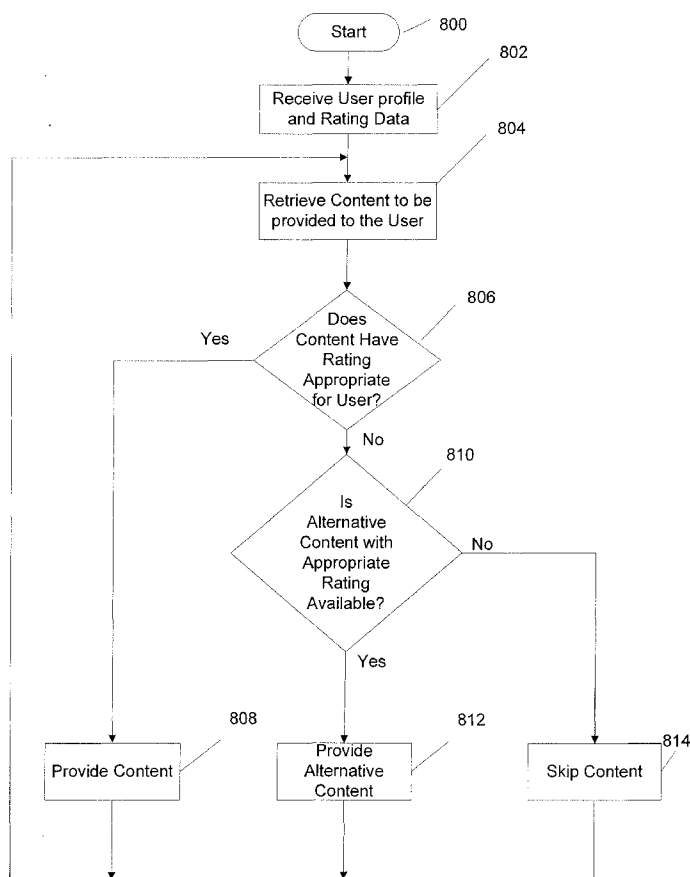 Start
800
802
Receive User profile
and Rating Data
804
Retrieve Content to be
provided to the User
806
Does
Content Have
Rating
Appropriate
for User?
Yes
No
810
Is
Alternative
Content with
Appropriate
Rating
Available?
No
Yes
808
812
814
Provide Content
Provide
Alternative
Content
Skip Content